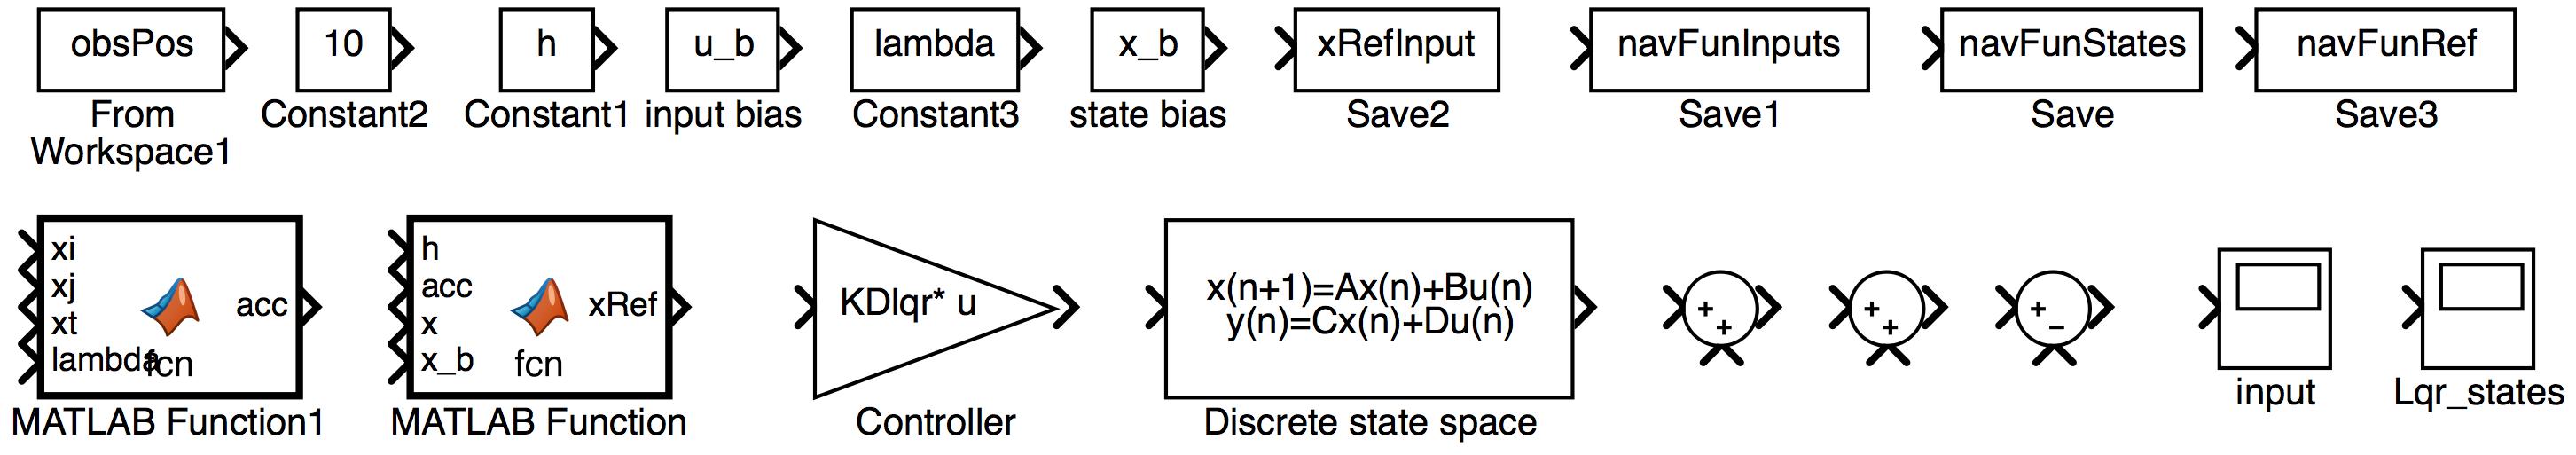 obsPos
10
h
u_b
lambda
x_b
xRefInput
navFunInputs
navFunStates
navFunRef
From
Workspace1
Constant2
Constant1
input bias
Constant3
state bias
Save2
Save1
Save
Save3
xi
xj
xt
lambda
fcn
acc
MATLAB Function1
h
acc
x
x_b
fcn
xRef
MATLAB Function
KDlqr* u
Controller
x(n+1)=Ax(n)+Bu(n)
y(n)=Cx(n)+Du(n)
Discrete state space
+
+
+
+
+
−
input
Lqr_states